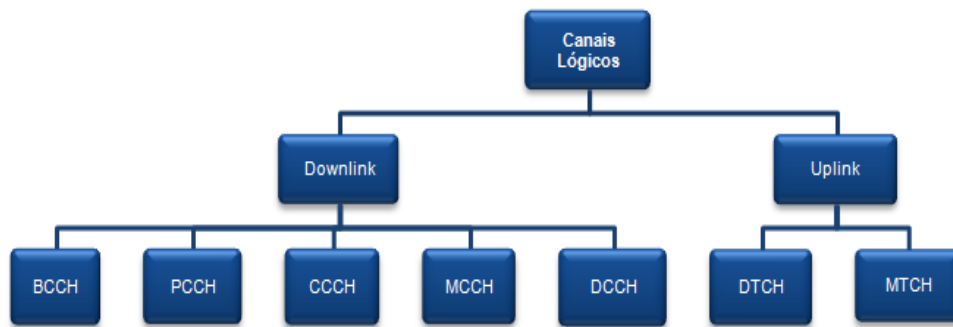 Canais
Lógicos
Downlink
Uplink
BCCH
PCCH
CCCH
MCCH
DCCH
DTCH
MTCH